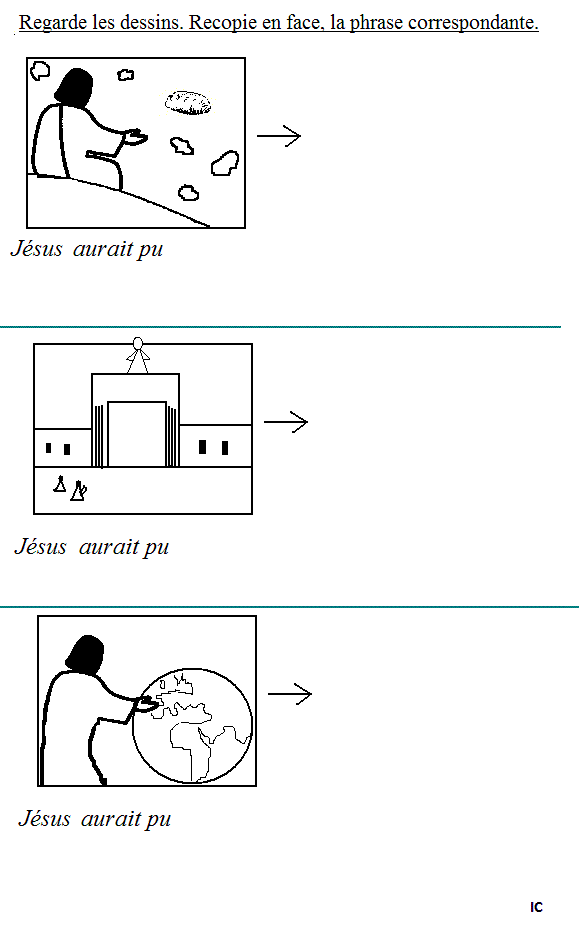 Regarde les dessins. Recopie en face, la phrase correspondante.
Jésus aurait pu
Jésus aurait pu
Jésus aurait pu
IC